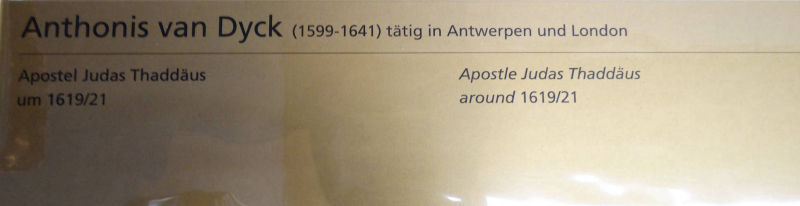 Anthonis van Dyck (1599-1641) tätig in Antwerpen und London
Apostel Judas Thaddäus
um 1619/21
Apostle Judas Thaddäus
around 1619/21